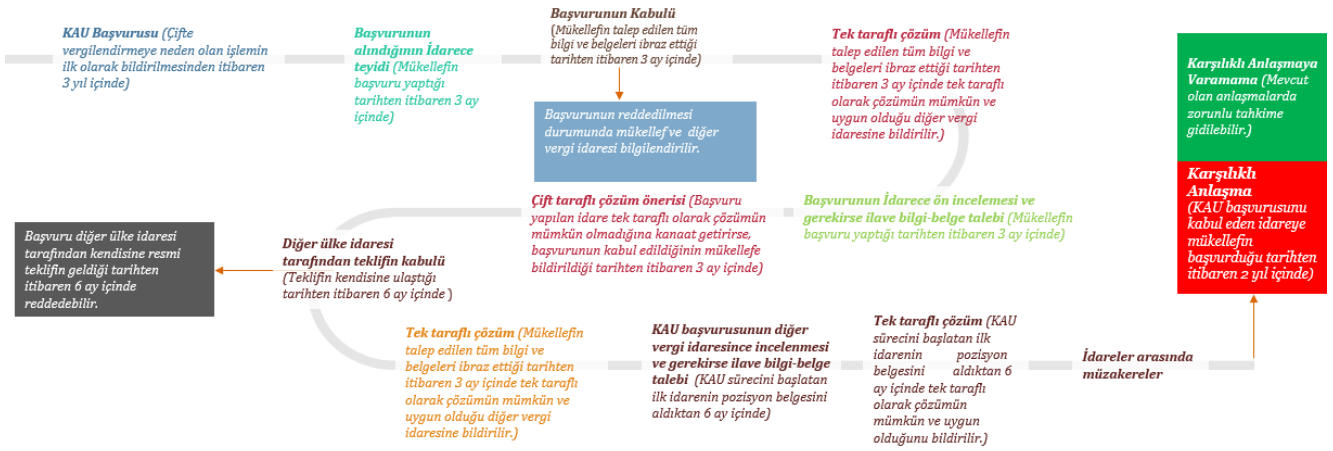 KAU Başvurusu (Çifte
vergilendirmeye neden olan işlemin
ilk olarak bildirilmesinden itibaren
3 yıl içinde)
Başvurunun
alındığının İdarece
teyidi (Mükellefin
başvuru yaptığı
tarihten itibaren 3 ay
içinde)
Başvurunun Kabulü
(Mükellefin talep edilen tüm
bilgi ve belgeleri ibraz ettiği
tarihten itibaren 3 ay içinde)
Başvurunun reddedilmesi
durumunda mükellef ve diğer
vergi idaresi bilgilendirilir.
Tek taraflı çözüm (Mükellefin
talep edilen tüm bilgi ve
belgeleri ibraz ettiği tarihten
itibaren 3 ay içinde tek taraflı
olarak çözümün mümkün ve
uygun olduğu diğer vergi
idaresine bildirilir.)
Karşılıklı Anlaşmaya
Varamama (Mevcut
olan anlaşmalarda
zorunlu tahkime
gidilebilir.)
Karşılıklı
Anlaşma
(KAU başvurusunu
kabul eden idareye
mükellefin
başvurduğu tarihten
itibaren 2 yıl içinde)
Başvurunun İdarece ön incelemesi ve
gerekirse ilave bilgi-belge talebi (Mükellefin
başvuru yaptığı tarihten itibaren 3 ay içinde)
Çift taraflı çözüm önerisi (Başvuru
yapılan idare tek taraflı olarak çözümün
mümkün olmadığına kanaat getirirse,
başvurunun kabul edildiğinin mükellefe
bildirildiği tarihten itibaren 3 ay içinde)
Diğer ülke idaresi
tarafından teklifin kabulü
(Teklifin kendisine ulaştığı
tarihten itibaren 6 ay içinde )
Başvuru diğer ülke idaresi
tarafından kendisine resmi
teklifin geldiği tarihten
itibaren 6 ay içinde
reddedebilir.
Tek taraflı çözüm (Mükellefin
talep edilen tüm bilgi ve
belgeleri ibraz ettiği tarihten
itibaren 3 ay içinde tek taraflı
olarak çözümün mümkün ve
uygun olduğu diğer vergi
idaresine bildirilir.)
KAU başvurusunun diğer
vergi idaresince incelenmesi
ve gerekirse ilave bilgi-belge
talebi (KAU sürecini başlatan
ilk idarenin pozisyon belgesini
aldıktan 6 ay içinde)
Tek taraflı çözüm (KAU
sürecini başlatan ilk
idarenin pozisyon
belgesini aldıktan 6
ay içinde tek taraflı
olarak çözümün
mümkün ve uygun
olduğunu bildirilir.)
İdareler arasında
müzakereler